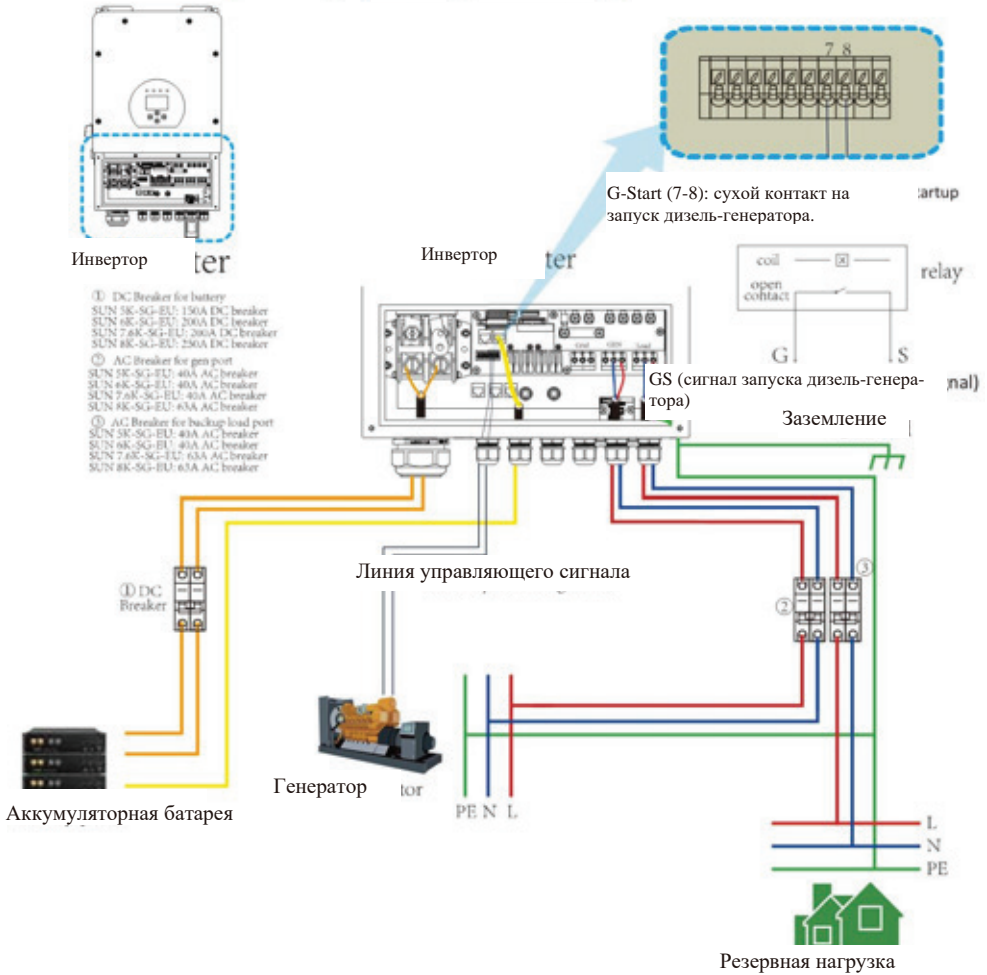 7 8
G-Start (7-8): сухой контакт на
запуск дизель-генератора.
artup
Инвертор
ter
Инвертор
ter
coil
open
contact
relay
① DC Breaker for battery
SUN 5K-SG-EU: 150A DC breaker
SUN 6K-SG-EU: 200A DC breaker
SUN 7.6K-SG-EU: 200A DC breaker
SUN 8K-SG-EU: 250A DC breaker
② AC Breaker for gen port
SUN 5K-SG-EU: 40A AC breaker
SUN 6K-SG-EU: 40A AC breaker
SUN 7.6K-SG-EU: 40A AC breaker
SUN 8K-SG-EU: 63A AC breaker
③ AC Breaker for backup load port
SUN 5K-SG-EU: 40A AC breaker
SUN 6K-SG-EU: 40A AC breaker
SUN 7.6K-SG-EU: 63A AC breaker
SUN 8K-SG-EU: 63A AC breaker
Grid GEN Load
G S
GS (сигнал запуска дизель-генера-
тора)
nal)
Заземление
Линия управляющего сигнала
① DC
Breaker
②
③
Генератор
tor
Аккумуляторная батарея
PE N L
L
N
PE
Резервная нагрузка